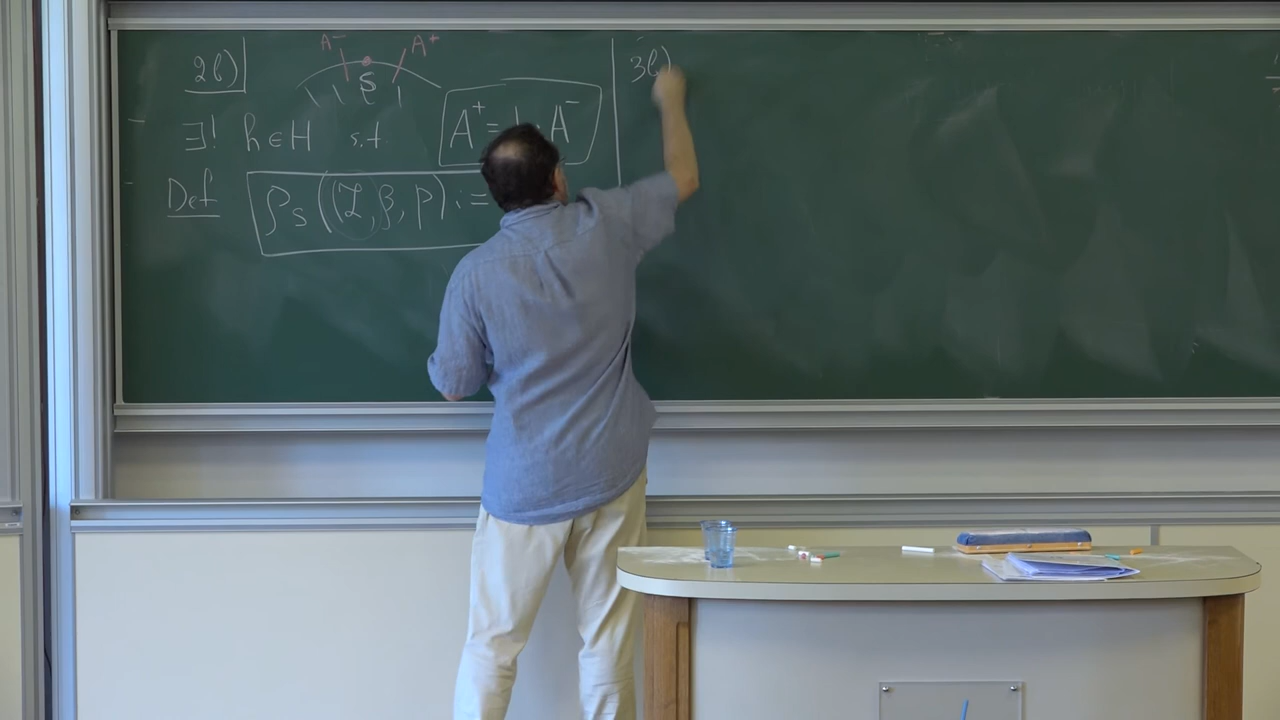 2b)
A⁻ A⁺
S
∃! h ∈ H s.t. A⁺ = A⁻
Def ρ_S ((Z, β, p) :=
3b)